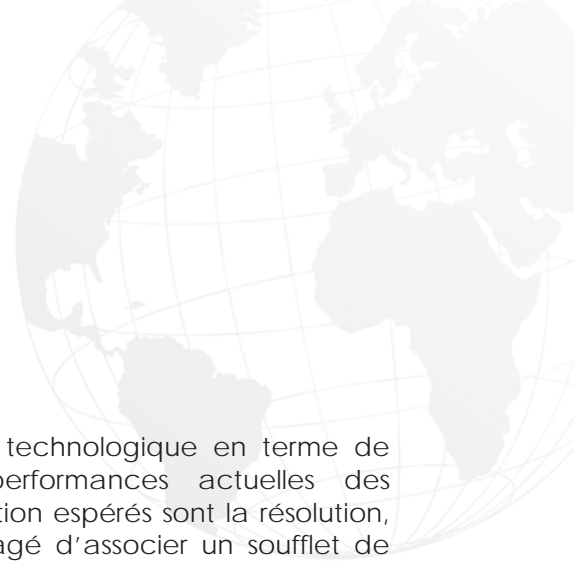 technologique en terme de
performances actuelles des
tion espérés sont la résolution,
agé d'associer un soufflet de